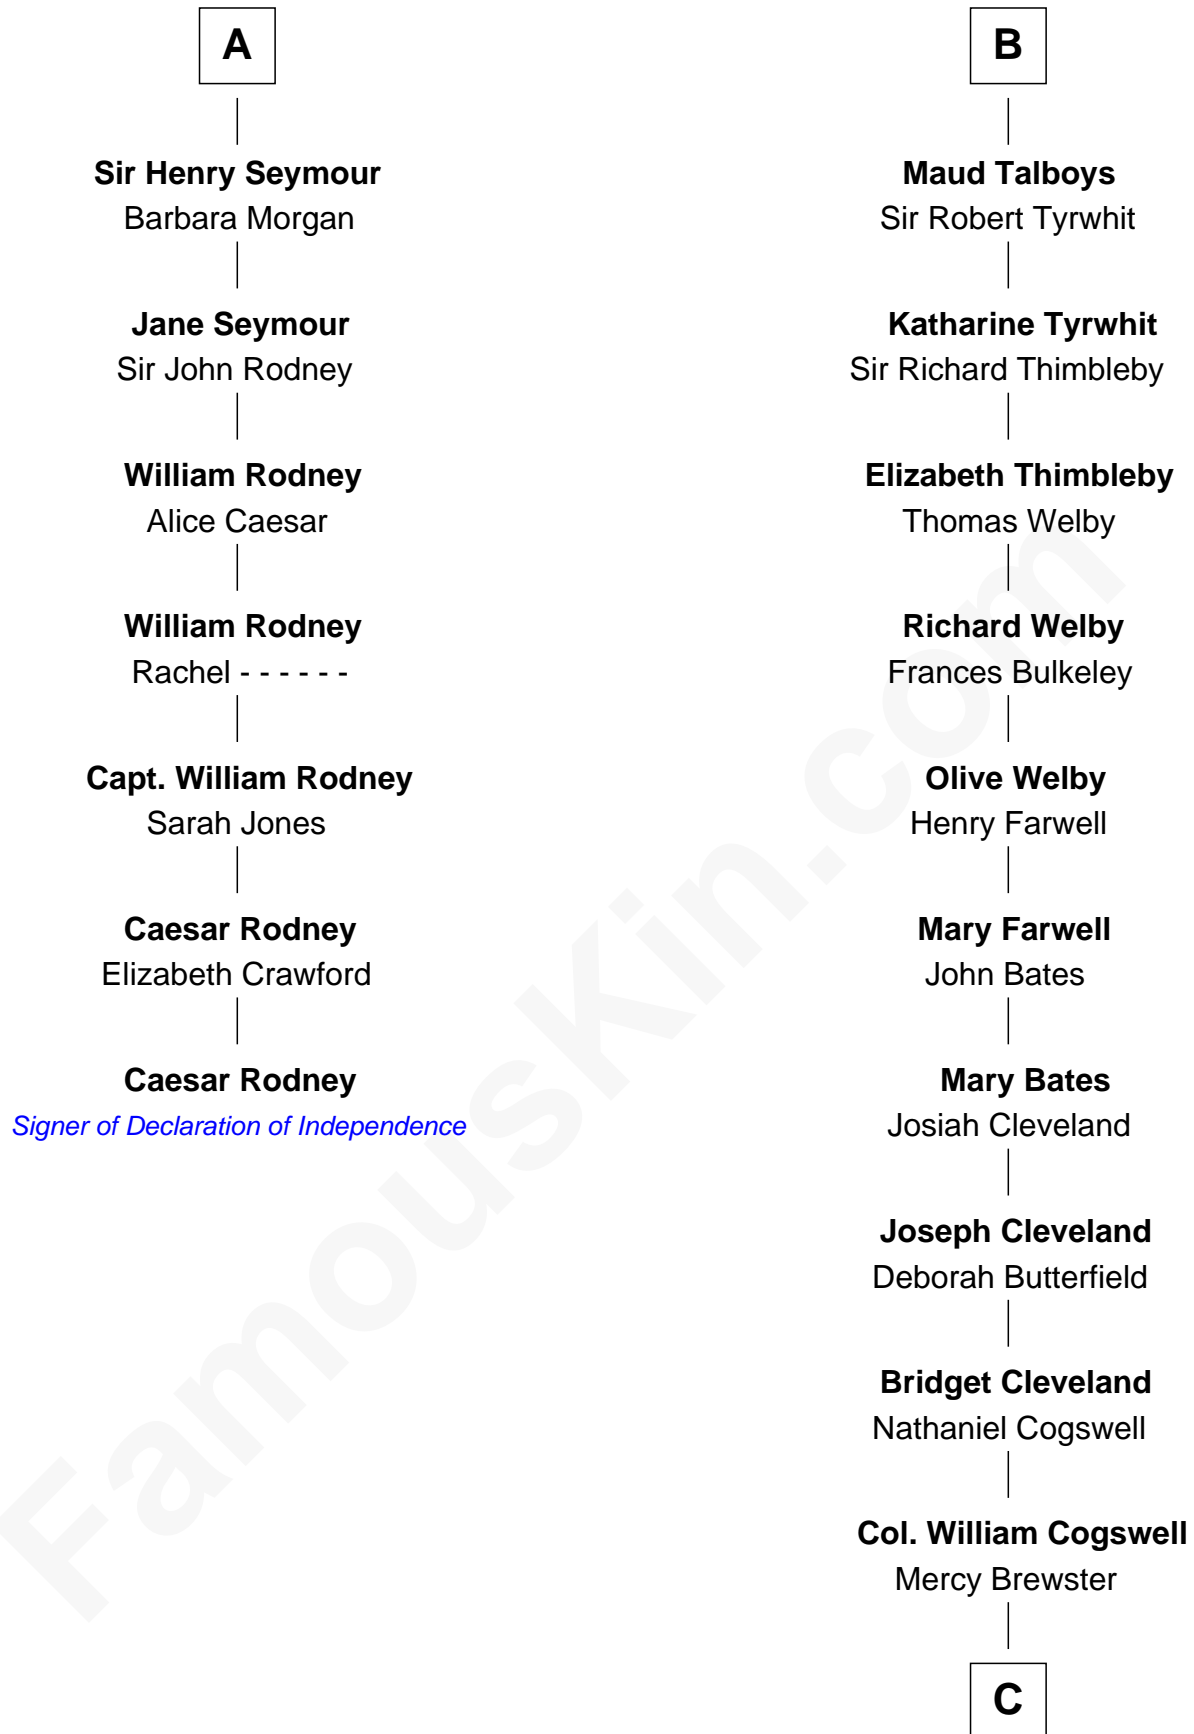 A
Sir Henry Seymour
Barbara Morgan
Jane Seymour
Sir John Rodney
William Rodney
Alice Caesar
William Rodney
Rachel - - - - - -
Capt. William Rodney
Sarah Jones
Caesar Rodney
Elizabeth Crawford
Caesar Rodney
Signer of Declaration of Independence
B
Maud Talboys
Sir Robert Tyrwhit
Katharine Tyrwhit
Sir Richard Thimbleby
Elizabeth Thimbleby
Thomas Welby
Richard Welby
Frances Bulkeley
Olive Welby
Henry Farwell
Mary Farwell
John Bates
Mary Bates
Josiah Cleveland
Joseph Cleveland
Deborah Butterfield
Bridget Cleveland
Nathaniel Cogswell
Col. William Cogswell
Mercy Brewster
C
FamousKin.com